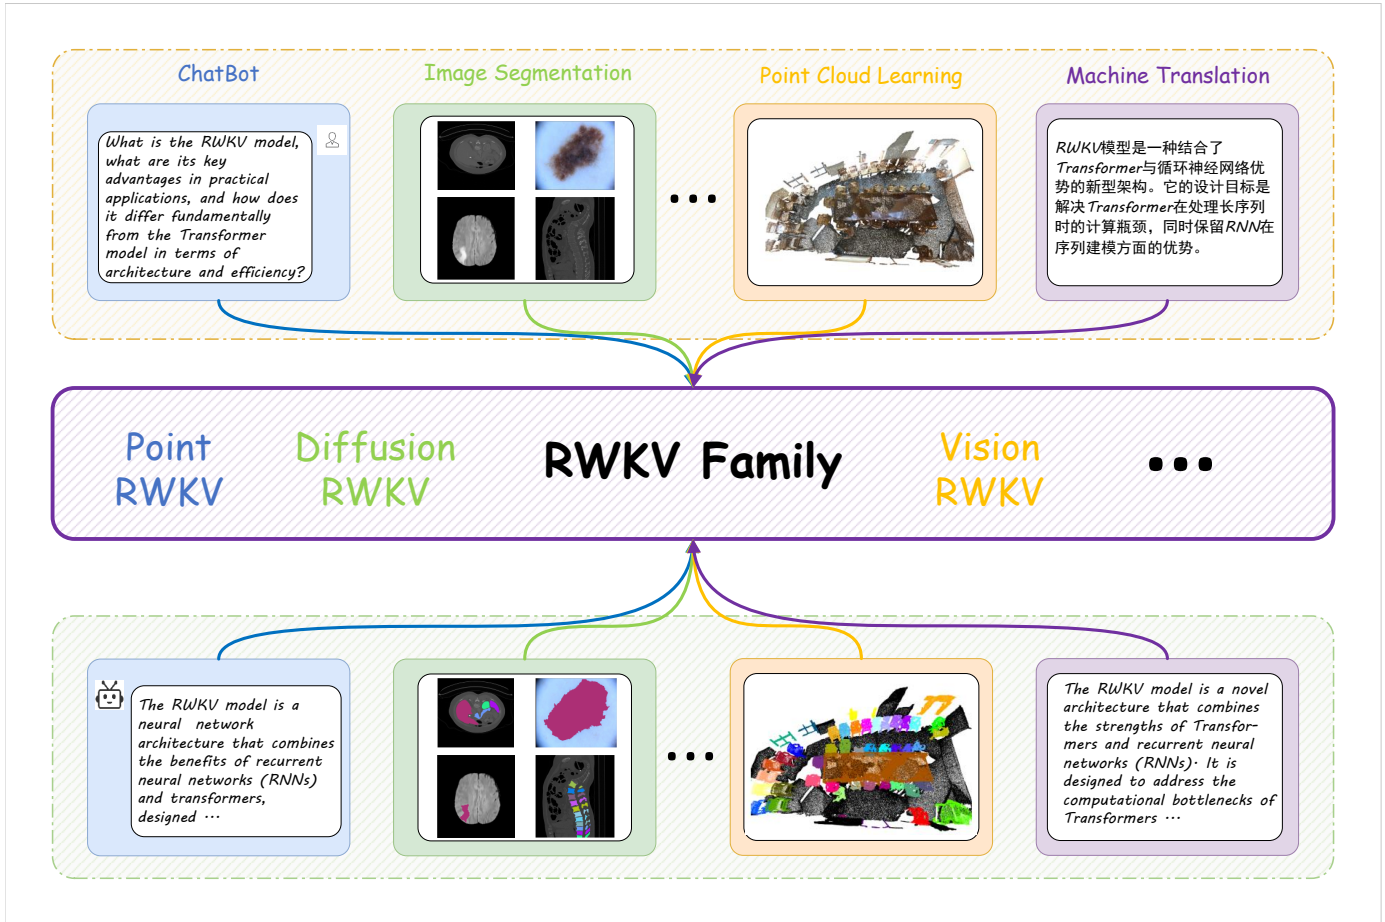 ChatBot
Image Segmentation
Point Cloud Learning
Machine Translation
What is the RWKV model,
what are its key
advantages in practical
applications, and how does
it differ fundamentally
from the Transformer
model in terms of
architecture and efficiency?
...
RWKV模型是一种结合了
Transformer与循环神经网络优
势的新型架构。它的设计目标是
解决Transformer在处理长序列
时的计算瓶颈，同时保留RNN在
序列建模方面的优势。
Point
RWKV
Diffusion
RWKV
RWKV Family
Vision
RWKV
...
The RWKV model is a
neural network
architecture that combines
the benefits of recurrent
neural networks (RNNs)
and transformers,
designed ...
...
The RWKV model is a novel
architecture that combines
the strengths of Transfor-
mers and recurrent neural
networks (RNNs). It is
designed to address the
computational bottlenecks of
Transformers ...